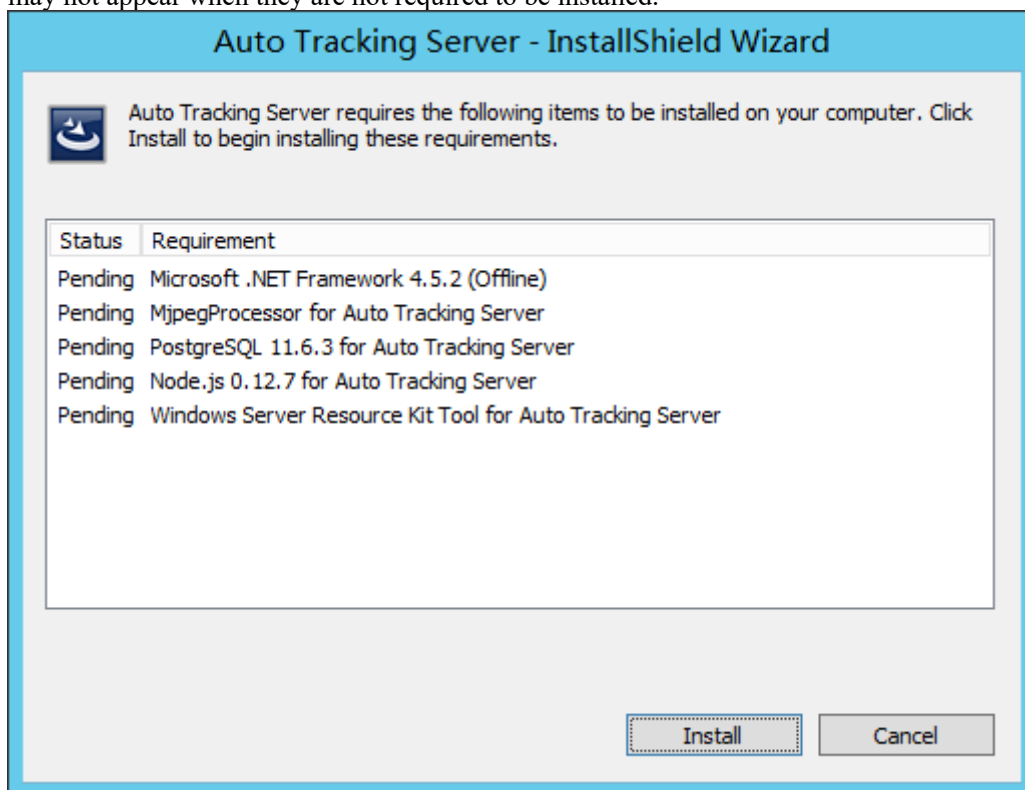 may not appear when they are not required to be installed.
Auto Tracking Server - InstallShield Wizard
Auto Tracking Server requires the following items to be installed on your computer. Click
Install to begin installing these requirements.
Status Requirement
Pending Microsoft .NET Framework 4.5.2 (Offline)
Pending MjpegProcessor for Auto Tracking Server
Pending PostgreSQL 11.6.3 for Auto Tracking Server
Pending Node.js 0.12.7 for Auto Tracking Server
Pending Windows Server Resource Kit Tool for Auto Tracking Server
Install Cancel